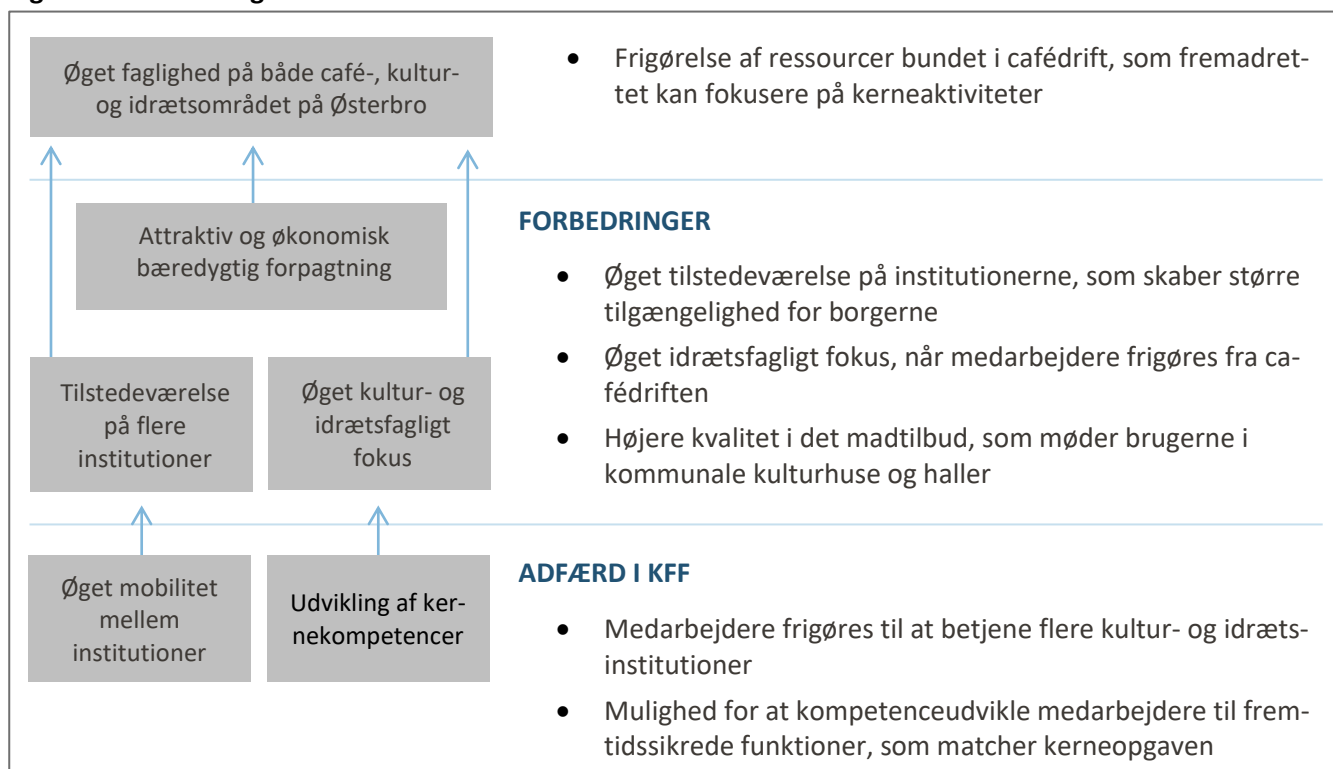 Øget faglighed på både café-, kultur-
og idrætsområdet på Østerbro
• Frigørelse af ressourcer bundet i cafédrift, som fremadret-
tet kan fokusere på kerneaktiviteter
Attraktiv og økonomisk
bæredygtig forpagtning
Tilstedeværelse
på flere
institutioner
Øget kultur- og
idrætsfagligt
fokus
FORBEDRINGER
• Øget tilstedeværelse på institutionerne, som skaber større
tilgængelighed for borgerne
• Øget idrætsfagligt fokus, når medarbejdere frigøres fra ca-
fédriften
• Højere kvalitet i det madtilbud, som møder brugerne i
kommunale kulturhuse og haller
Øget mobilitet
mellem
institutioner
Udvikling af ker-
nekompetencer
ADFÆRD I KFF
• Medarbejdere frigøres til at betjene flere kultur- og idræts-
institutioner
• Mulighed for at kompetenceudvikle medarbejdere til frem-
tidssikrede funktioner, som matcher kerneopgaven